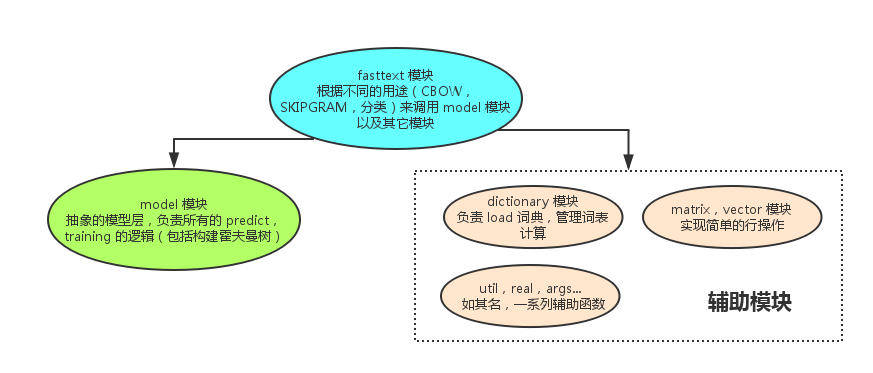 fasttext 模块
根据不同的用途（CBOW，
SKIPGRAM，分类）来调用 model 模块
以及其它模块
model 模块
抽象的模型层，负责所有的 predict，
training 的逻辑（包括构建霍夫曼树）
dictionary 模块
负责 load 词典，管理词表
计算
matrix，vector 模块
实现简单的行操作
util，real，args...
如其名，一系列辅助函数
辅助模块